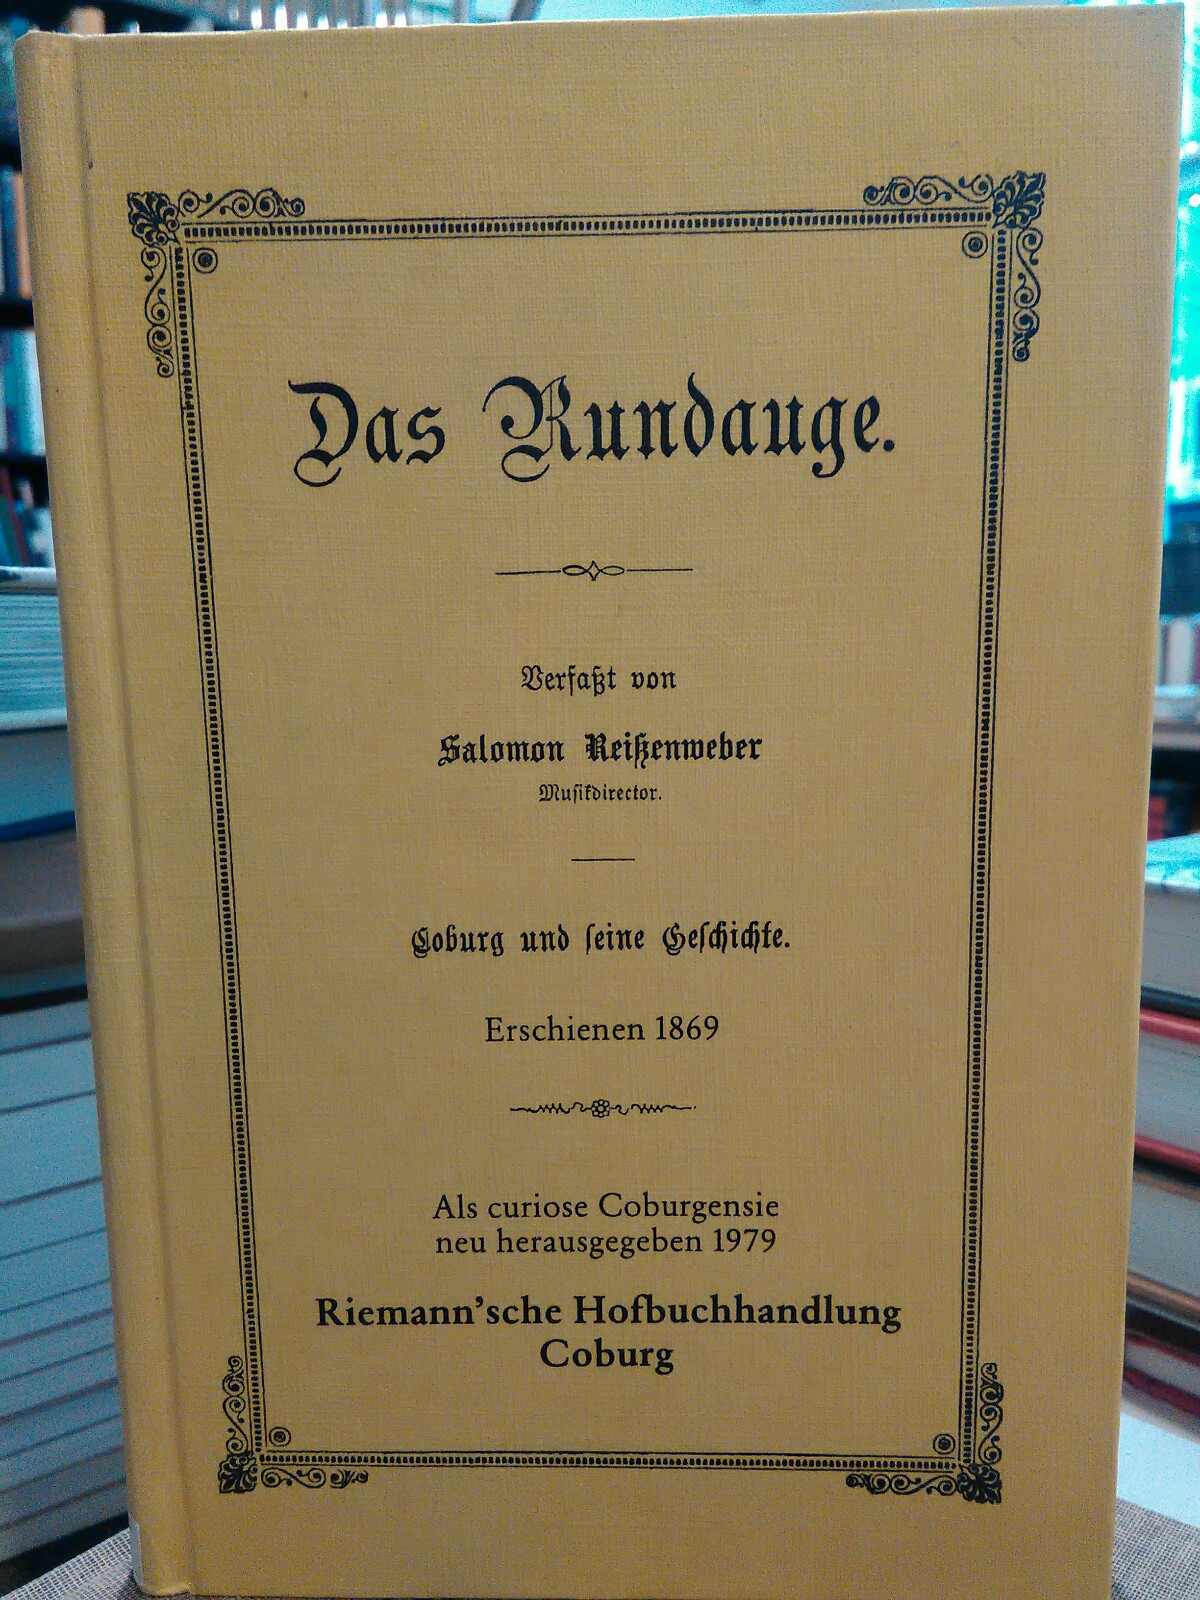 Das Rundauge.
Verfaßt von
Salomon Reißenweber
Musikdirector.
Coburg und seine Geschichte.
Erschienen 1869
Als curiose Coburgensie
neu herausgegeben 1979
Riemann'sche Hofbuchhandlung
Coburg